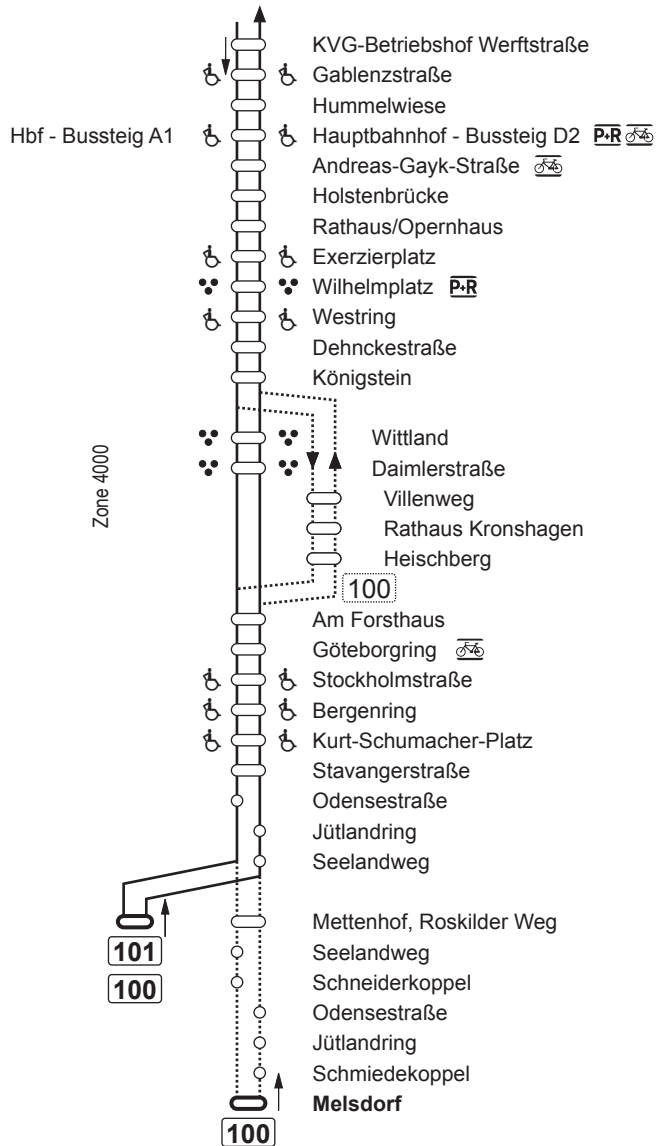 KVG-Betriebshof Werftstraße
Gablenzstraße
Hummelwiese
Hbf - Bussteig A1 Hauptbahnhof - Bussteig D2 P+R
Andreas-Gayk-Straße
Holstenbrücke
Rathaus/Opernhaus
Exerzierplatz
Wilhelmplatz P+R
Westring
Dehnckestraße
Königstein
Wittland
Daimlerstraße
Zone 4000
Villenweg
Rathaus Kronshagen
Heischberg
100
Am Forsthaus
Göteborgring
Stockholmstraße
Bergenring
Kurt-Schumacher-Platz
Stavangerstraße
Odensestraße
Jütlandring
Seelandweg
Mettenhof, Roskilder Weg
101
Seelandweg
100
Schneiderkoppel
Odensestraße
Jütlandring
Schmiedekoppel
Melsdorf
100